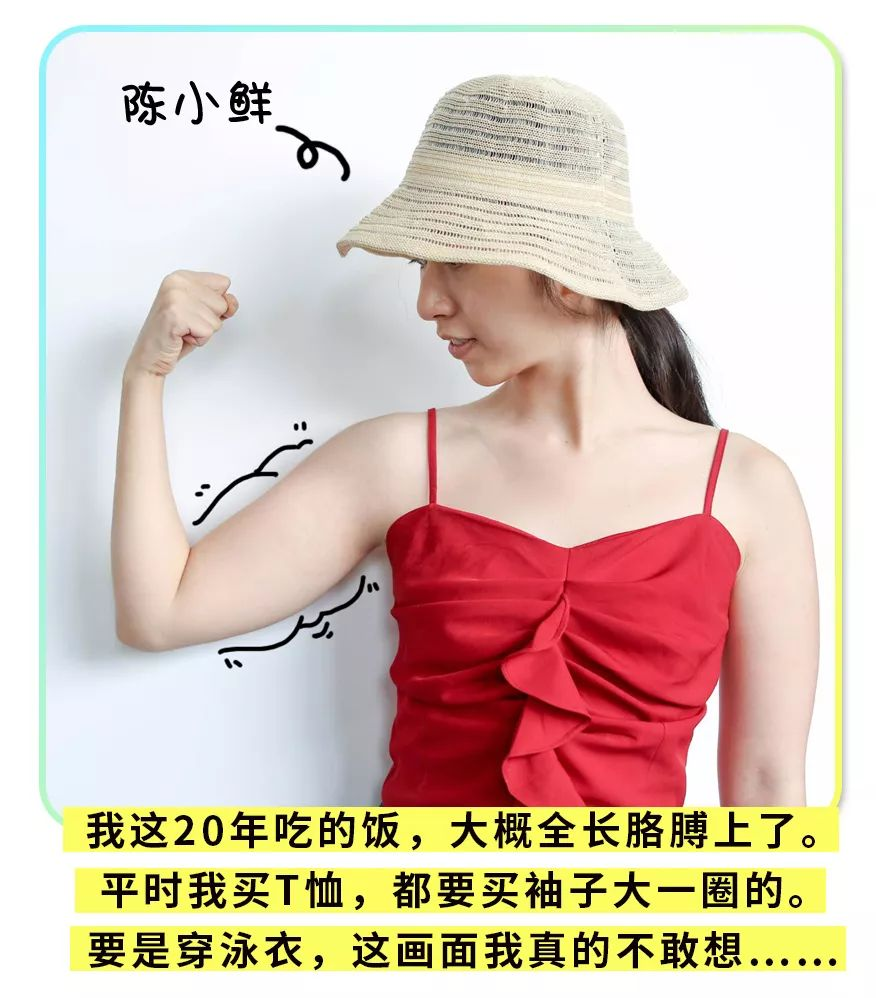 陈小鲜
我这20年吃的饭，大概全长胳膊上了。
平时我买T恤，都要买袖子大一圈的。
要是穿泳衣，这画面我真的不敢想……